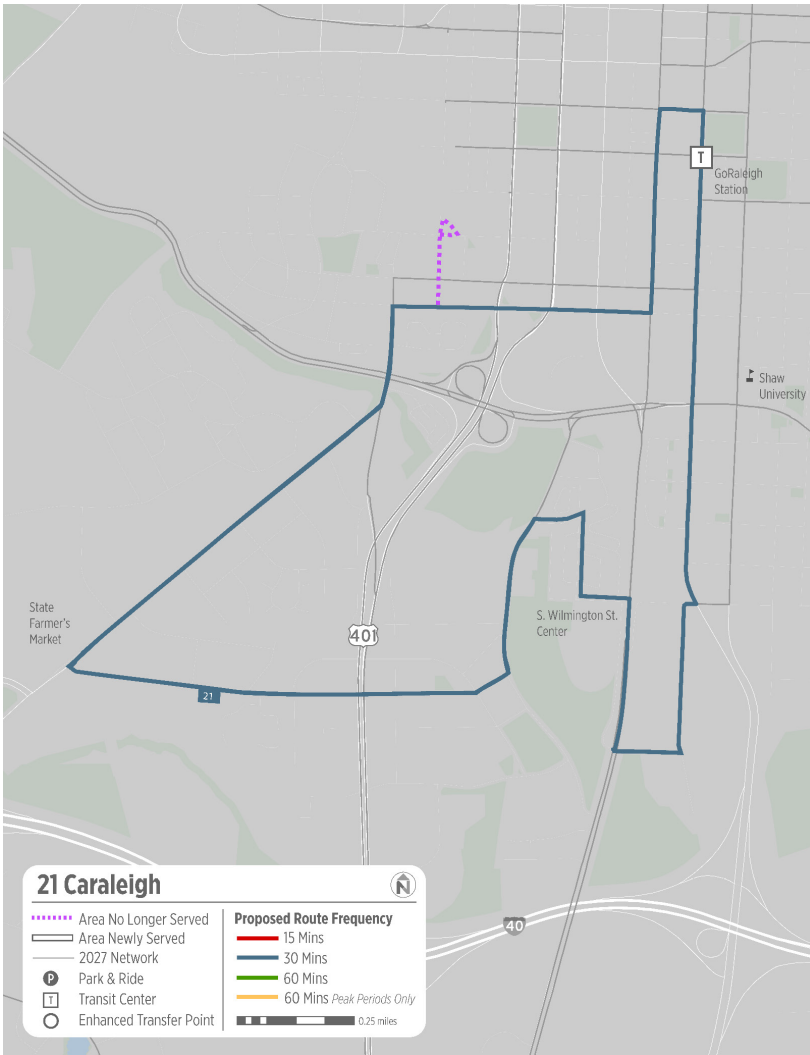 T
GoRaleigh
Station
Shaw
University
State
Farmer's
Market
S. Wilmington St.
Center
401
21
40
21 Caraleigh
N
Area No Longer Served
Area Newly Served
2027 Network
P Park & Ride
T Transit Center
Enhanced Transfer Point
Proposed Route Frequency
15 Mins
30 Mins
60 Mins
60 Mins Peak Periods Only
0.25 miles